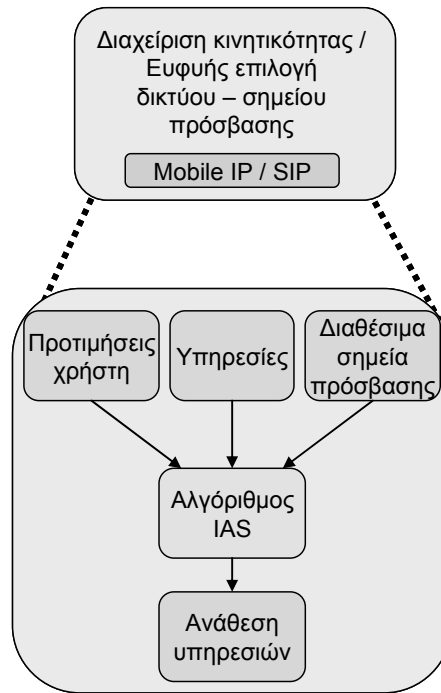 Διαχείριση κινητικότητας /
Ευφυής επιλογή
δικτύου – σημείου
πρόσβασης
Mobile IP / SIP
Προτιμήσεις
χρήστη
Υπηρεσίες
Διαθέσιμα
σημεία
πρόσβασης
Αλγόριθμος
IAS
Ανάθεση
υπηρεσιών